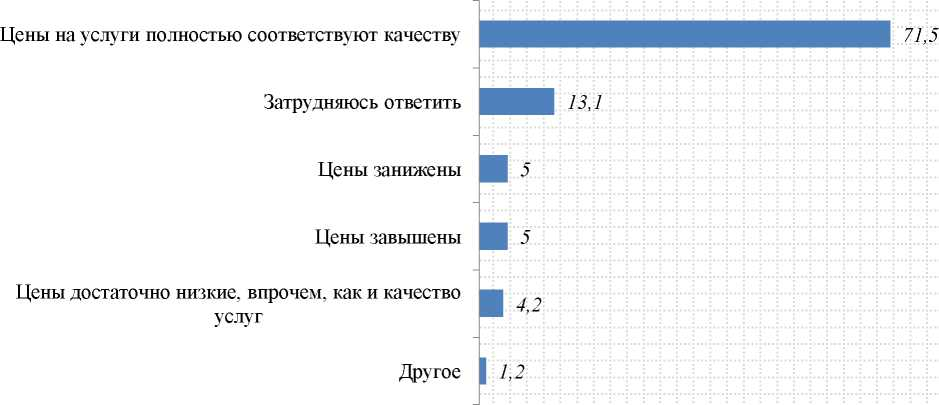 Цены на услуги полностью соответствуют качеству 71,5
Затрудняюсь ответить 13,1
Цены занижены 5
Цены завышены 5
Цены достаточно низкие, впрочем, как и качество
услуг 4,2
Другое 1,2